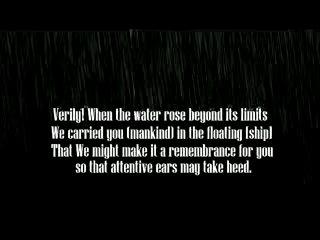 Verily! When the water rose beyond its limits
We carried you (mankind) in the floating (ship)
That We might make it a remembrance for you
so that attentive ears may take heed.